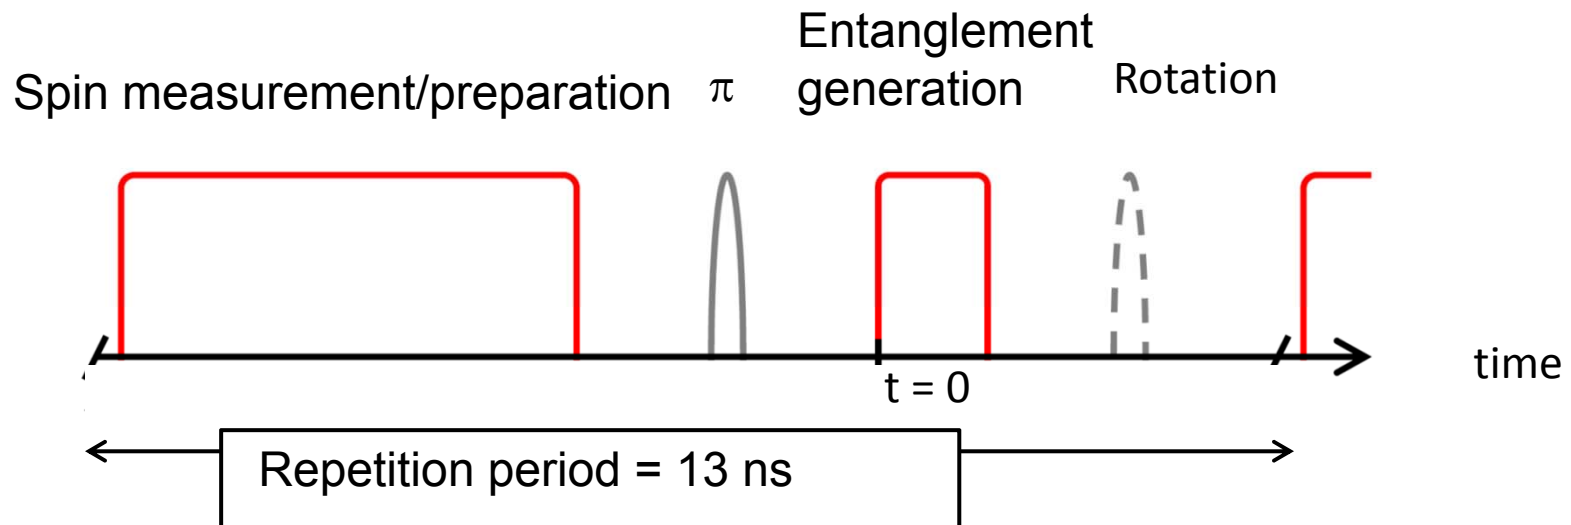 Entanglement
Spin measurement/preparation π generation Rotation
t = 0
time
Repetition period = 13 ns